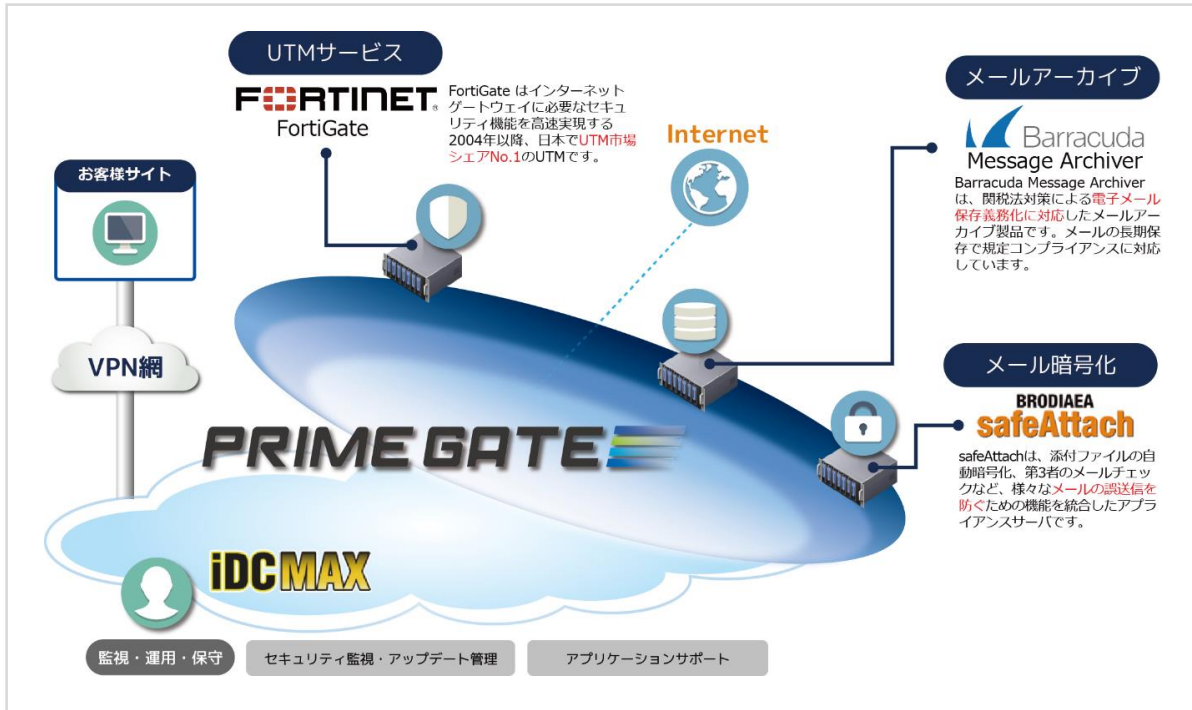 UTMサービス
FORTINET
FortiGate
FortiGate はインターネット
ゲートウェイに必要なセキュ
リティ機能を高速実現する
2004年以降、日本でUTM市場
シェアNo.1のUTMです。
Internet
メールアーカイブ
Barracuda
Message Archiver
Barracuda Message Archiver
は、関税法対策による電子メール
保存義務化に対応したメールアー
カイブ製品です。メールの長期保
存で規定コンプライアンスに対応
しています。
お客様サイト
VPN網
メール暗号化
BRODIAEA
safeAttach
safeAttachは、添付ファイルの自
動暗号化、第3者のメールチェッ
クなど、様々なメールの誤送信を
防ぐための機能を統合したアプラ
イアンスサーバです。
PRIME GATE
iDC MAX
監視・運用・保守
セキュリティ監視・アップデート管理
アプリケーションサポート